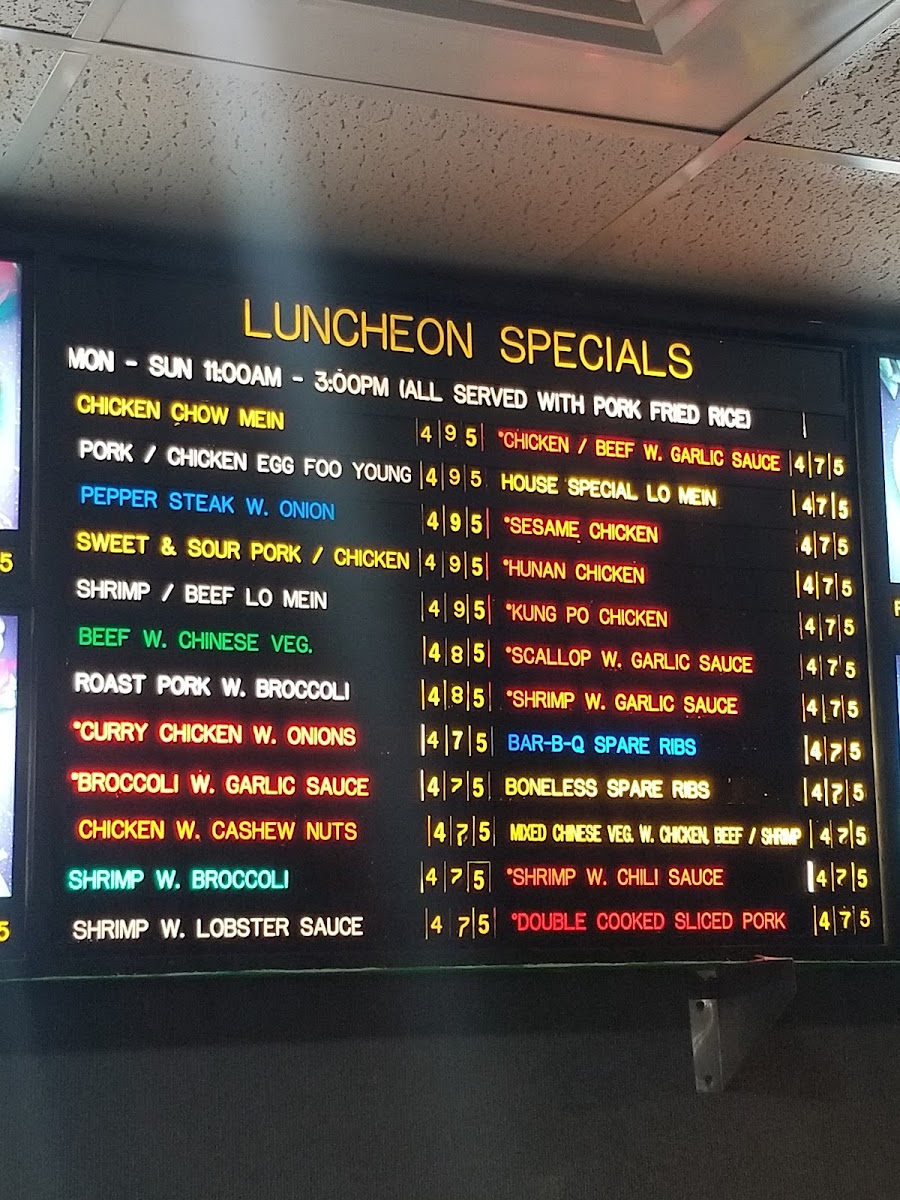 LUNCHEON SPECIALS
MON - SUN 11:00AM - 3:00PM (ALL SERVED WITH PORK FRIED RICE)
CHICKEN CHOW MEIN 4 9 5
PORK / CHICKEN EGG FOO YOUNG 4 9 5
PEPPER STEAK W. ONION 4 9 5
SWEET & SOUR PORK / CHICKEN 4 9 5
SHRIMP / BEEF LO MEIN 4 9 5
BEEF W. CHINESE VEG. 4 8 5
ROAST PORK W. BROCCOLI 4 8 5
*CURRY CHICKEN W. ONIONS 4 7 5
*BROCCOLI W. GARLIC SAUCE 4 7 5
CHICKEN W. CASHEW NUTS 4 7 5
SHRIMP W. BROCCOLI 4 7 5
SHRIMP W. LOBSTER SAUCE 4 7 5
*CHICKEN / BEEF W. GARLIC SAUCE 4 7 5
HOUSE SPECIAL LO MEIN 4 7 5
*SESAME CHICKEN 4 7 5
*HUNAN CHICKEN 4 7 5
*KUNG PO CHICKEN 4 7 5
*SCALLOP W. GARLIC SAUCE 4 7 5
*SHRIMP W. GARLIC SAUCE 4 7 5
BAR-B-Q SPARE RIBS 4 7 5
BONELESS SPARE RIBS 4 7 5
MIXED CHINESE VEG. W. CHICKEN, BEEF / SHRIMP 4 7 5
*SHRIMP W. CHILI SAUCE 4 7 5
*DOUBLE COOKED SLICED PORK 4 7 5
5
5